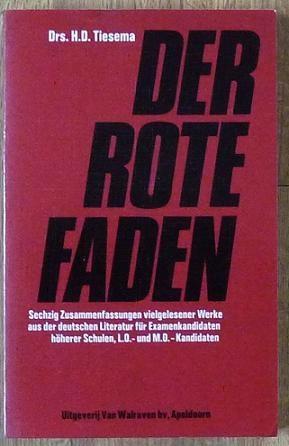 Drs. H.D. Tiesema
DER
ROTE
FADEN
Sechzig Zusammenfassungen vielgelesener Werke
aus der deutschen Literatur für Examenkandidaten
höherer Schulen, L.O.- und M.O.- Kandidaten
Uitgeverij Van Walraven bv, Apeldoorn